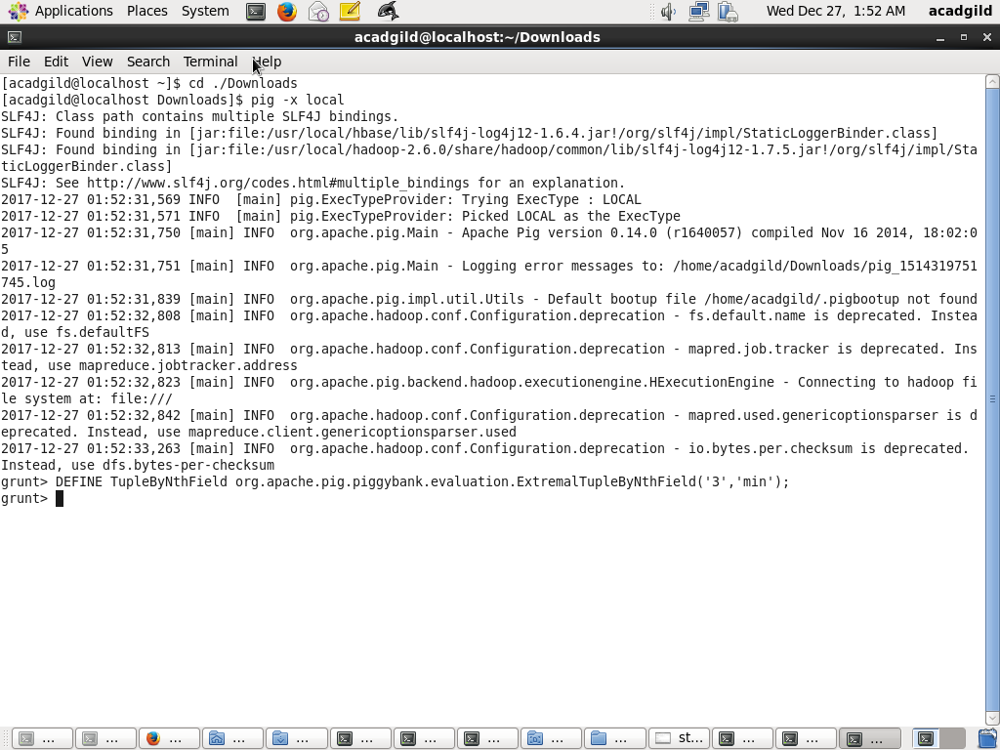 Applications Places System Wed Dec 27, 1:52 AM acadgild
acadgild@localhost:~/Downloads
File Edit View Search Terminal Help
[acadgild@localhost ~]$ cd ./Downloads
[acadgild@localhost Downloads]$ pig -x local
SLF4J: Class path contains multiple SLF4J bindings.
SLF4J: Found binding in [jar:file:/usr/local/hbase/lib/slf4j-log4j12-1.6.4.jar!/org/slf4j/impl/StaticLoggerBinder.class]
SLF4J: Found binding in [jar:file:/usr/local/hadoop-2.6.0/share/hadoop/common/lib/slf4j-log4j12-1.7.5.jar!/org/slf4j/impl/Sta
ticLoggerBinder.class]
SLF4J: See http://www.slf4j.org/codes.html#multiple_bindings for an explanation.
2017-12-27 01:52:31,569 INFO  [main] pig.ExecTypeProvider: Trying ExecType : LOCAL
2017-12-27 01:52:31,571 INFO  [main] pig.ExecTypeProvider: Picked LOCAL as the ExecType
2017-12-27 01:52:31,750 [main] INFO  org.apache.pig.Main - Apache Pig version 0.14.0 (r1640057) compiled Nov 16 2014, 18:02:0
5
2017-12-27 01:52:31,751 [main] INFO  org.apache.pig.Main - Logging error messages to: /home/acadgild/Downloads/pig_1514319751
745.log
2017-12-27 01:52:31,839 [main] INFO  org.apache.pig.impl.util.Utils - Default bootup file /home/acadgild/.pigbootup not found
2017-12-27 01:52:32,808 [main] INFO  org.apache.hadoop.conf.Configuration.deprecation - fs.default.name is deprecated. Instea
d, use fs.defaultFS
2017-12-27 01:52:32,813 [main] INFO  org.apache.hadoop.conf.Configuration.deprecation - mapred.job.tracker is deprecated. Ins
tead, use mapreduce.jobtracker.address
2017-12-27 01:52:32,823 [main] INFO  org.apache.pig.backend.hadoop.executionengine.HExecutionEngine - Connecting to hadoop fi
le system at: file:///
2017-12-27 01:52:32,842 [main] INFO  org.apache.hadoop.conf.Configuration.deprecation - mapred.used.genericoptionsparser is d
eprecated. Instead, use mapreduce.client.genericoptionsparser.used
2017-12-27 01:52:33,263 [main] INFO  org.apache.hadoop.conf.Configuration.deprecation - io.bytes.per.checksum is deprecated.
Instead, use dfs.bytes-per-checksum
grunt> DEFINE TupleByNthField org.apache.pig.piggybank.evaluation.ExtremalTupleByNthField('3','min');
grunt>
... ... ... ... ... ... ... ... ... ... st... ... ... ...